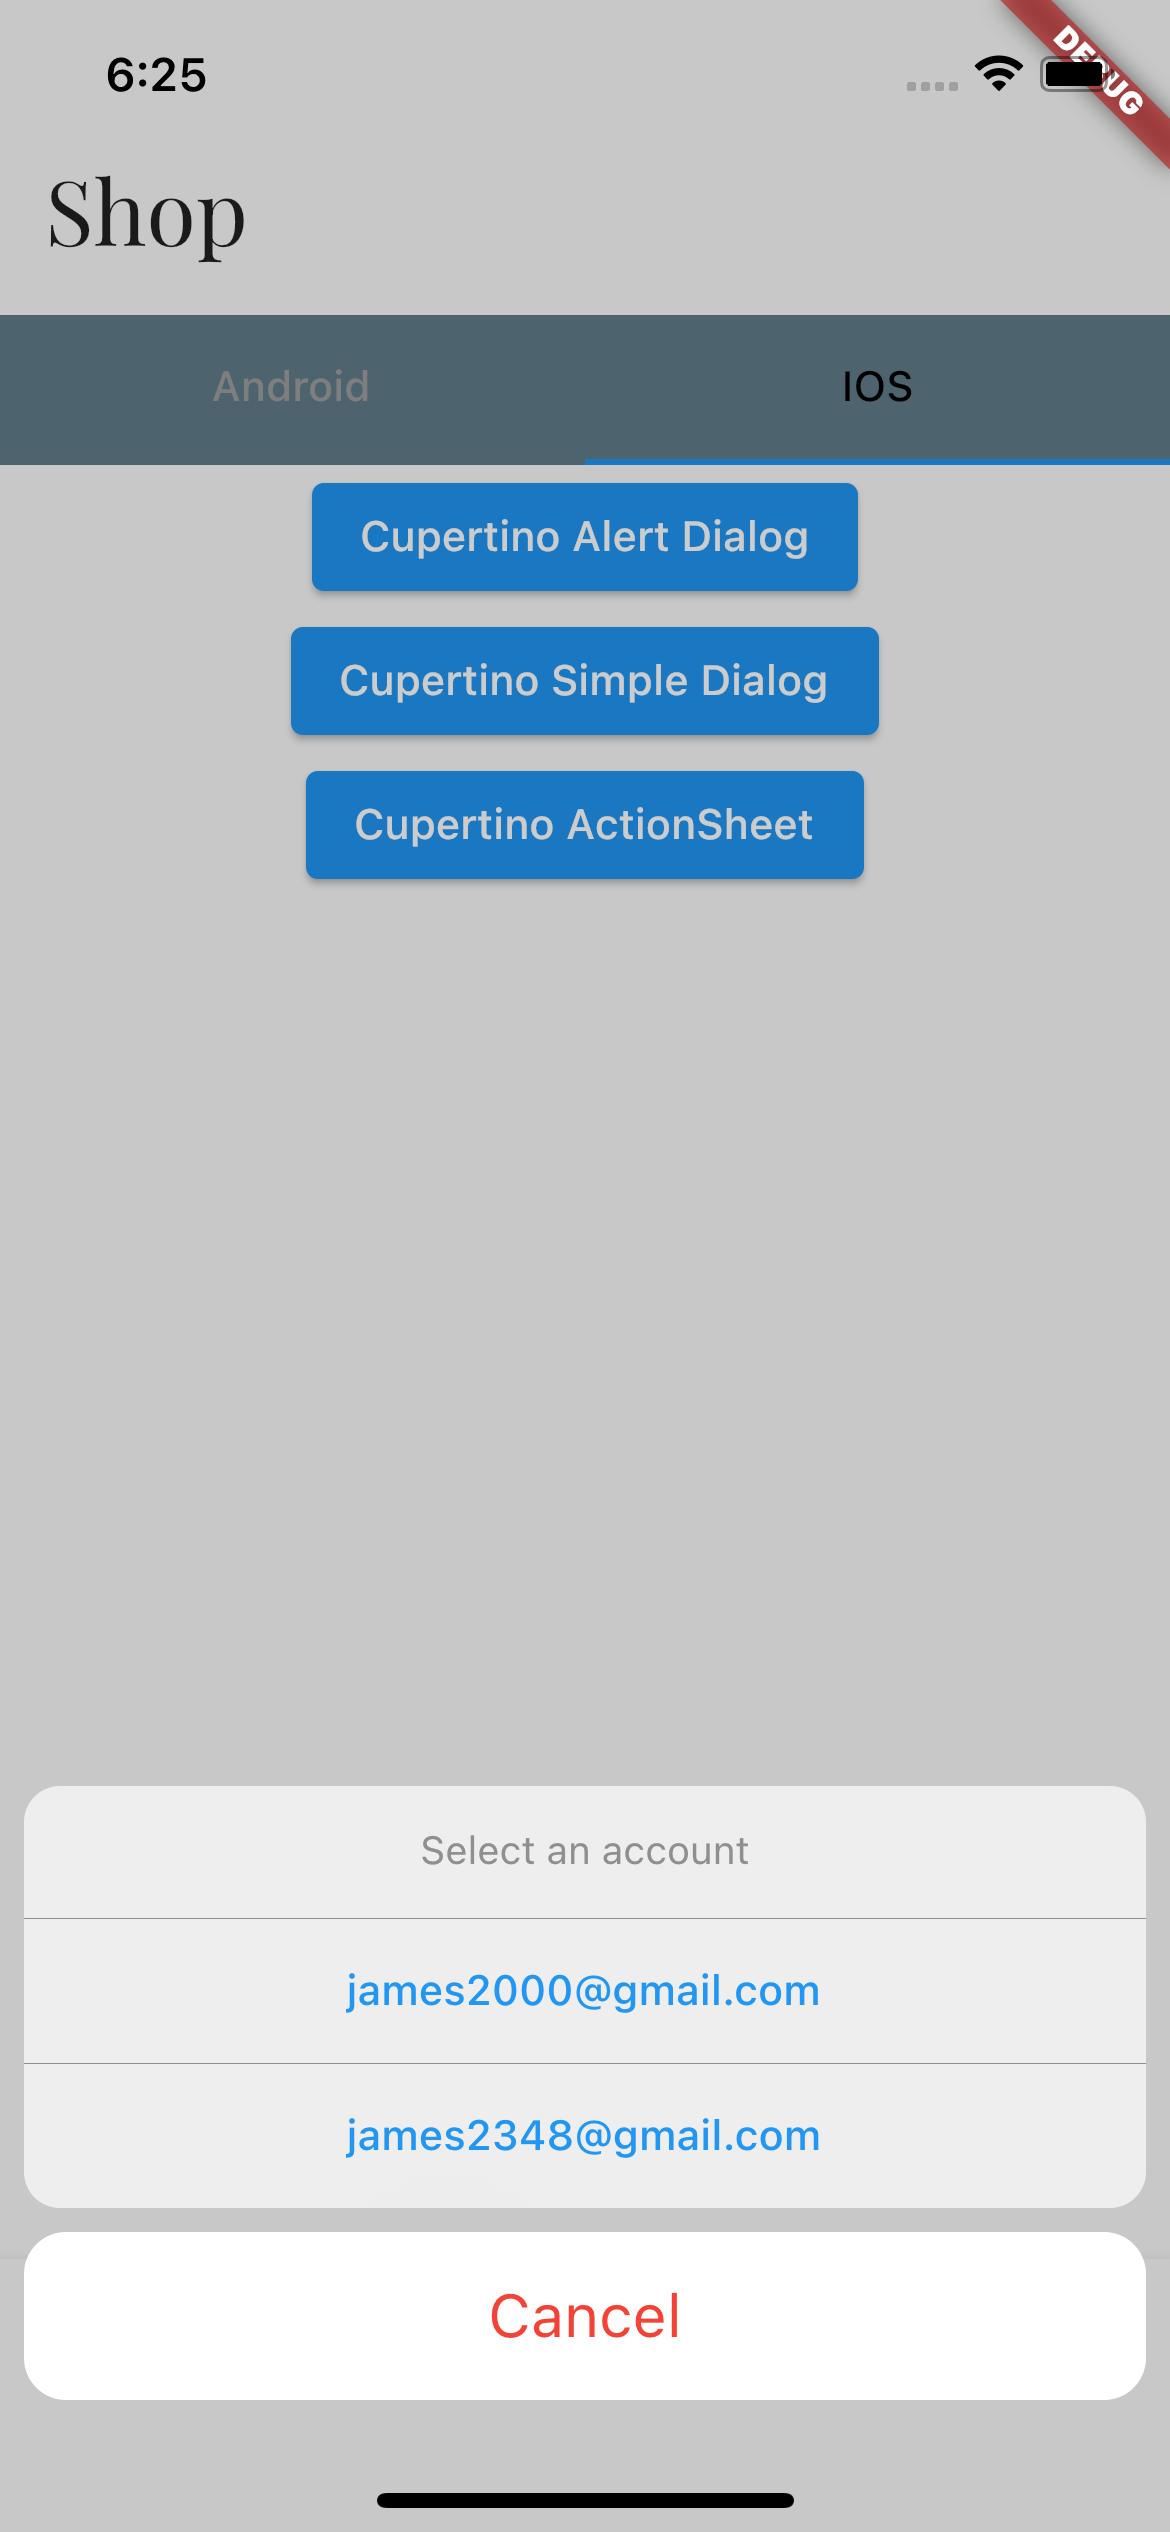 6:25
DEBUG
Shop
Android
IOS
Cupertino Alert Dialog
Cupertino Simple Dialog
Cupertino ActionSheet
Select an account
james2000@gmail.com
james2348@gmail.com
Cancel